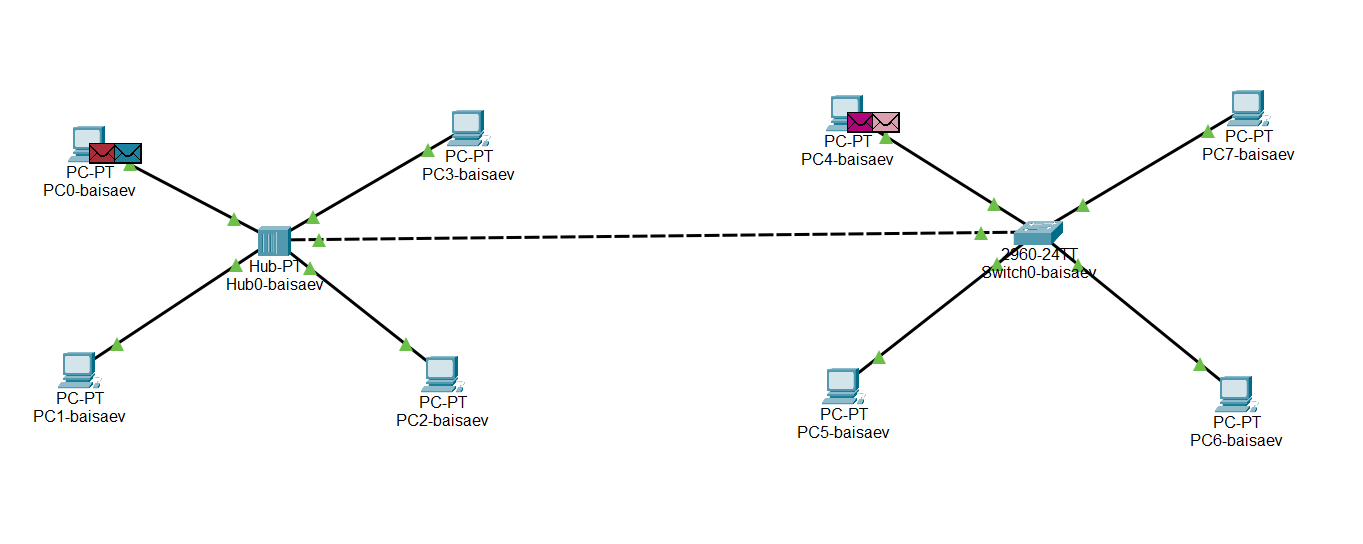 PC-PT
PC0-baisaev
PC-PT
PC3-baisaev
PC-PT
PC4-baisaev
PC-PT
PC7-baisaev
Hub-PT
Hub0-baisaev
2960-24TT
Switch0-baisaev
PC-PT
PC1-baisaev
PC-PT
PC2-baisaev
PC-PT
PC5-baisaev
PC-PT
PC6-baisaev